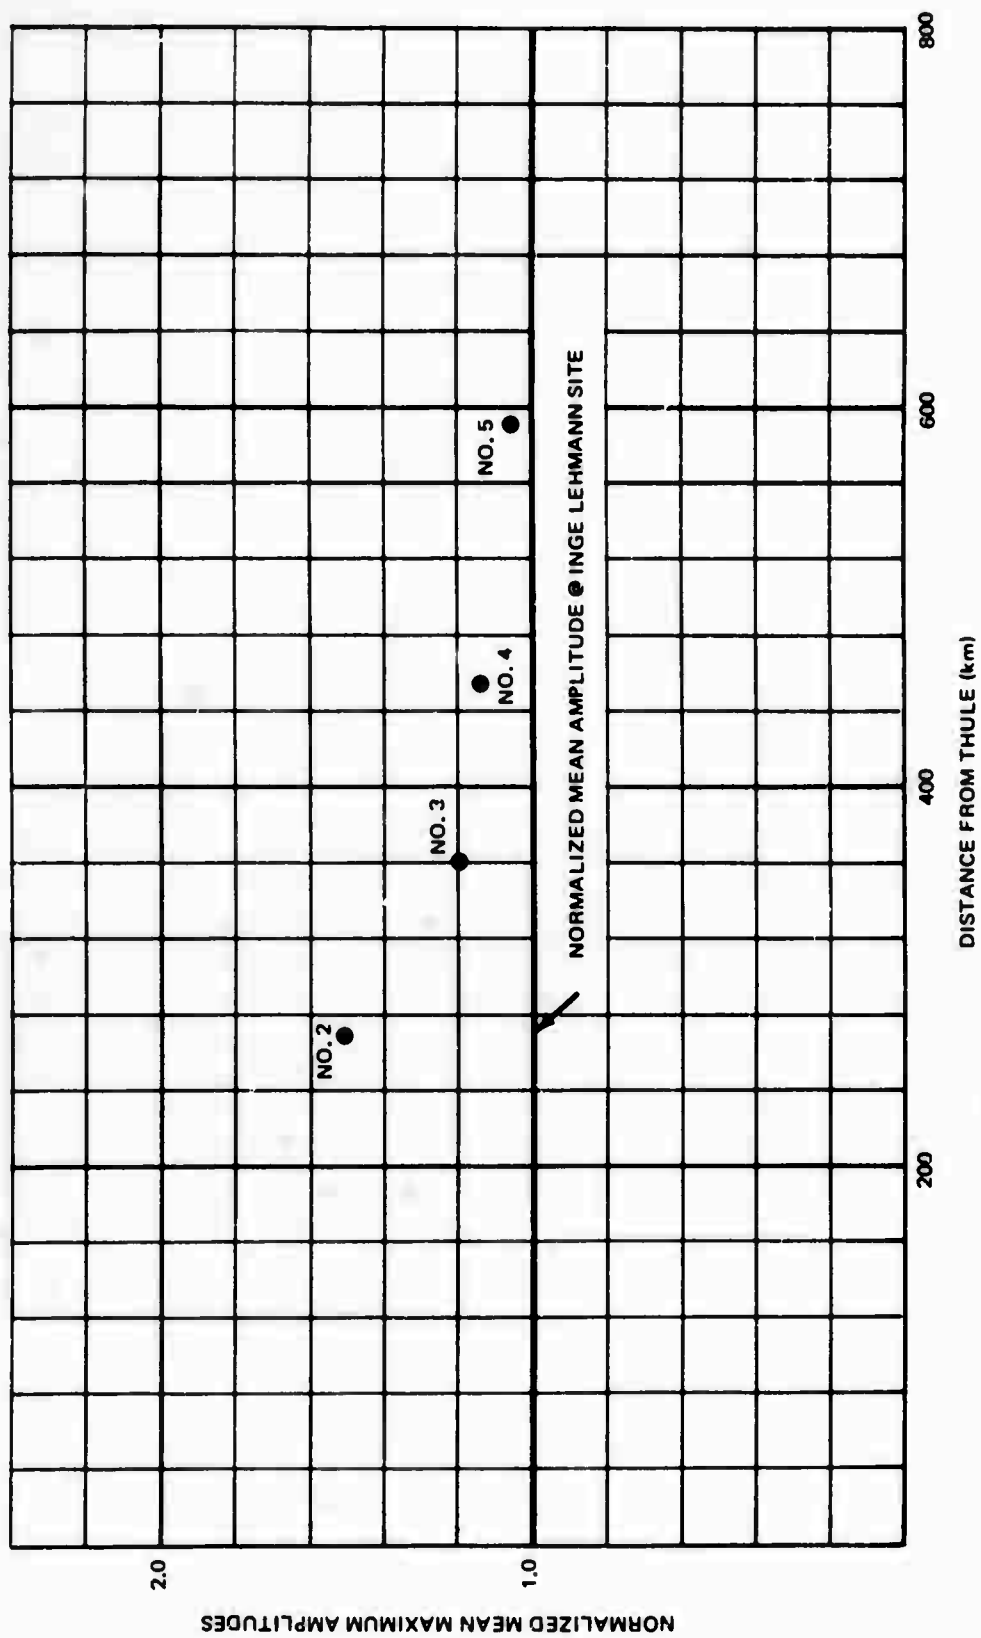 NORMALIZED MEAN MAXIMUM AMPLITUDES
2.0
1.0
NO. 2
NO. 3
NO. 4
NO. 5
NORMALIZED MEAN AMPLITUDE @ INGE LEHMANN SITE
200
400
600
800
DISTANCE FROM THULE (km)